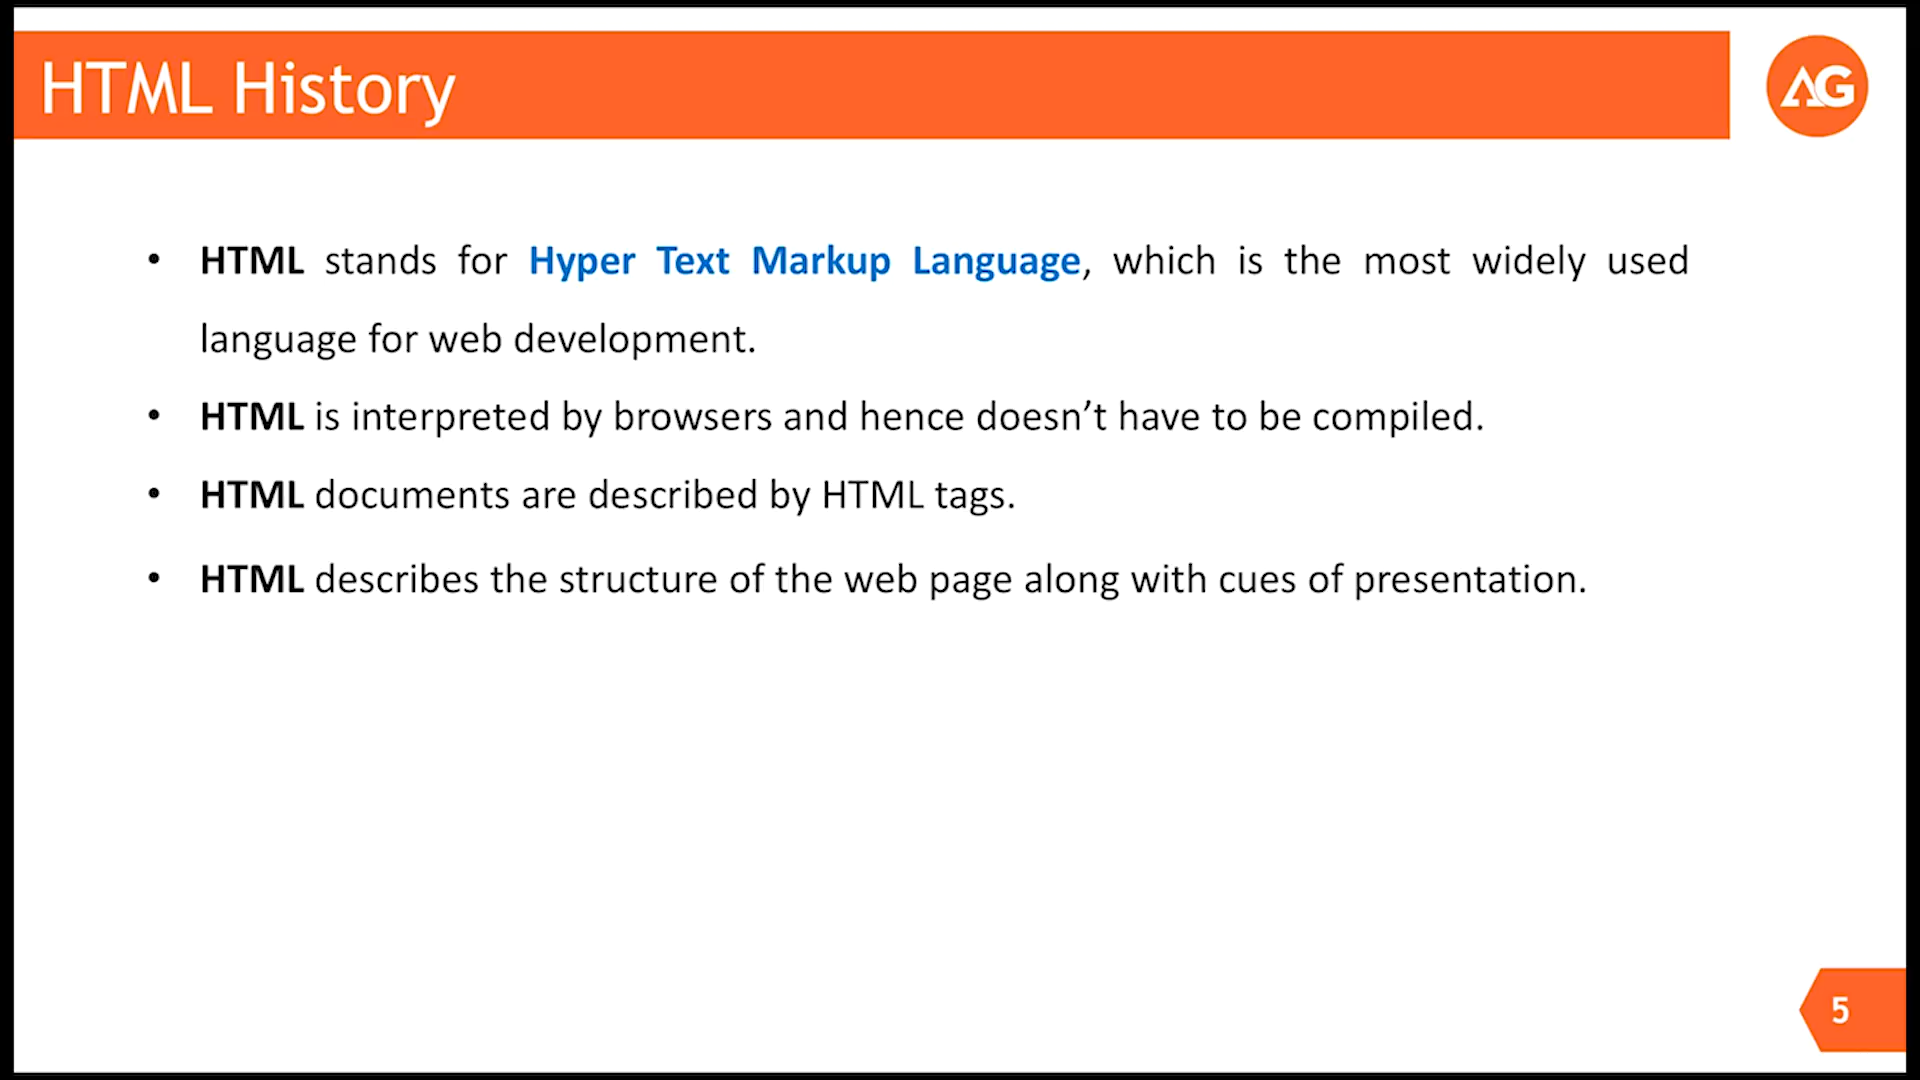 HTML History
AG
• HTML stands for Hyper Text Markup Language, which is the most widely used
language for web development.
• HTML is interpreted by browsers and hence doesn’t have to be compiled.
• HTML documents are described by HTML tags.
• HTML describes the structure of the web page along with cues of presentation.
5